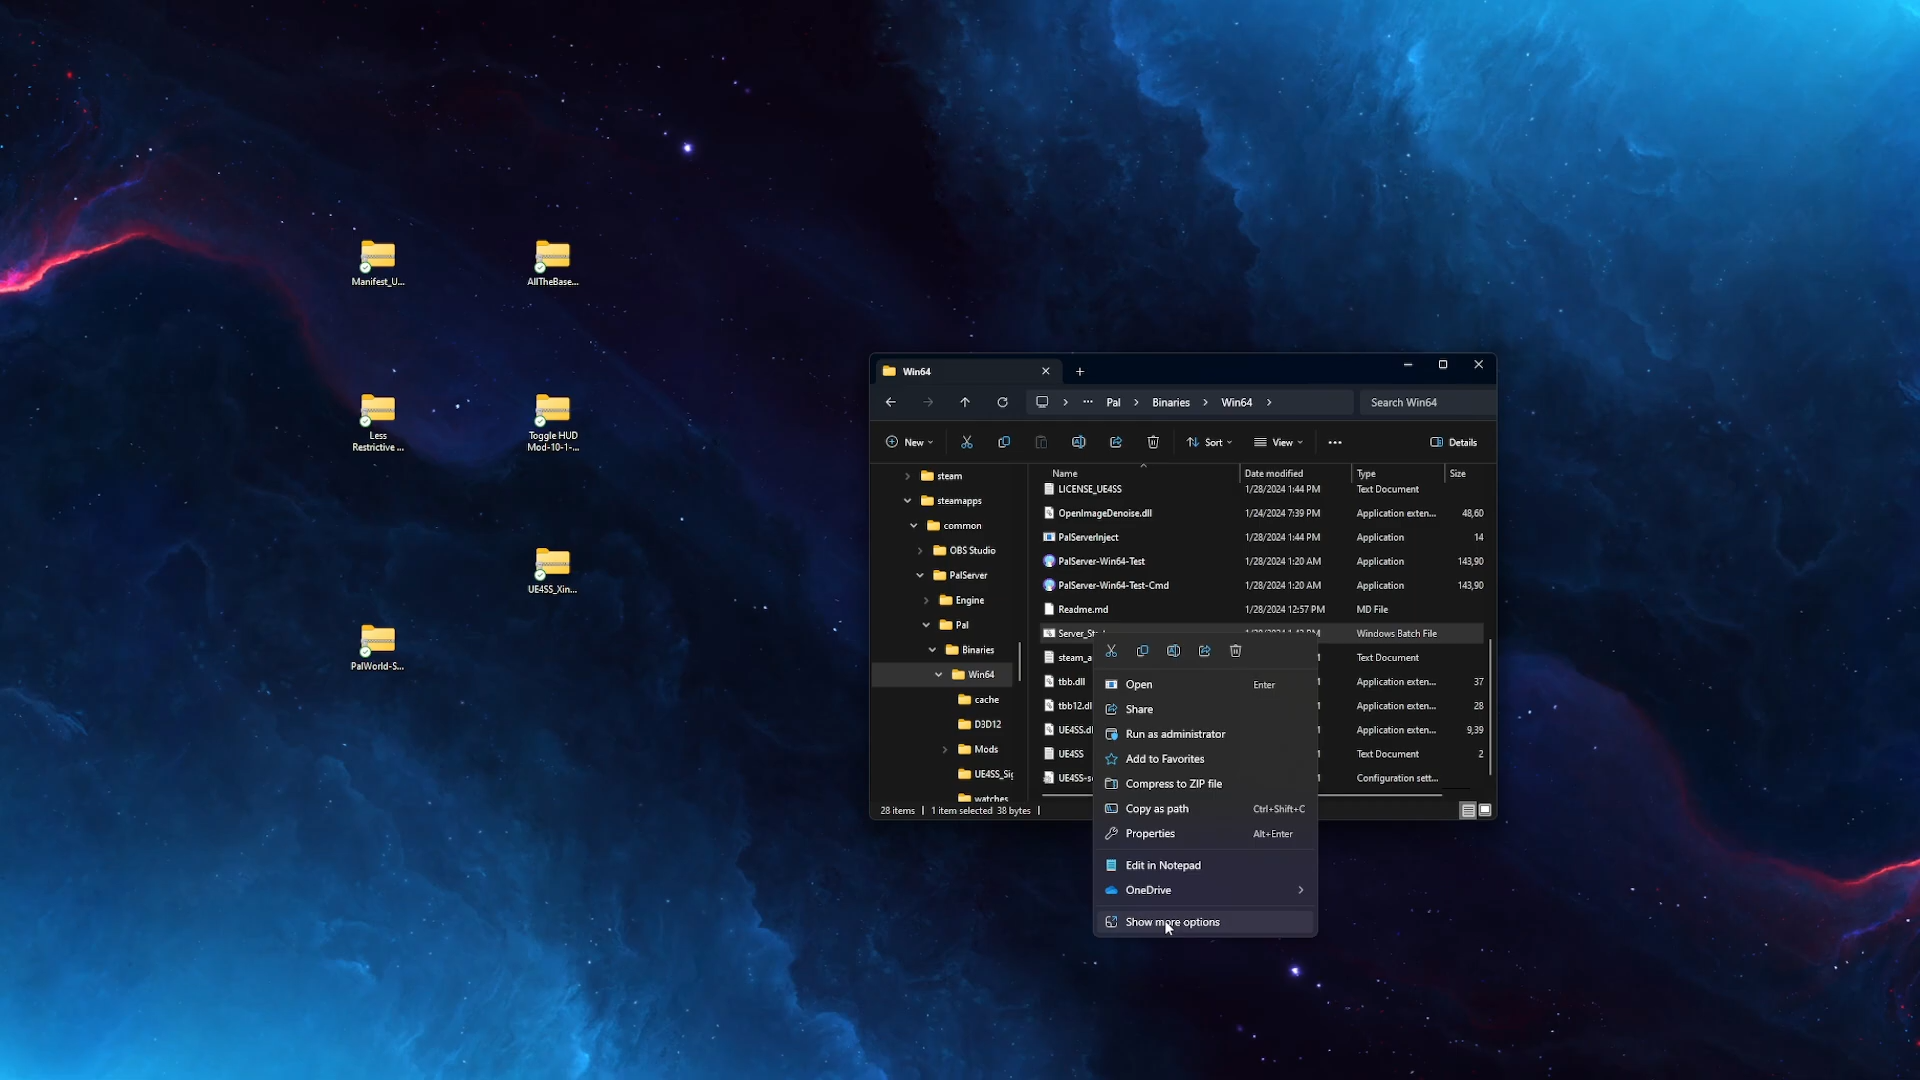 Manifest_U...
AllTheBase...
Less
Restrictive ...
Toggle HUD
Mod-10-1-...
UE4SS_Xin...
PalWorld-S...
Win64
Pal
Binaries
Win64
Search Win64
New
Sort
View
Details
steam
steamapps
common
OBS Studio
PalServer
Engine
Pal
Binaries
Win64
cache
D3D12
Mods
UE4SS_Sig
watches
Name Date modified Type Size
LICENSE_UE4SS 1/28/2024 1:44 PM Text Document
OpenImageDenoise.dll 1/24/2024 7:39 PM Application exten... 48,60
PalServerInject 1/28/2024 1:44 PM Application 14
PalServer-Win64-Test 1/28/2024 1:20 AM Application 143,90
PalServer-Win64-Test-Cmd 1/28/2024 1:20 AM Application 143,90
Readme.md 1/28/2024 12:57 PM MD File
Server_St Windows Batch File
steam_a Text Document
tbb.dll Application exten... 37
tbb12.dl Application exten... 28
UE4SS.d Application exten... 9,39
UE4SS Text Document 2
UE4SS-s Configuration sett...
28 items 1 item selected 38 bytes
Open Enter
Share
Run as administrator
Add to Favorites
Compress to ZIP file
Copy as path Ctrl+Shift+C
Properties Alt+Enter
Edit in Notepad
OneDrive
Show more options